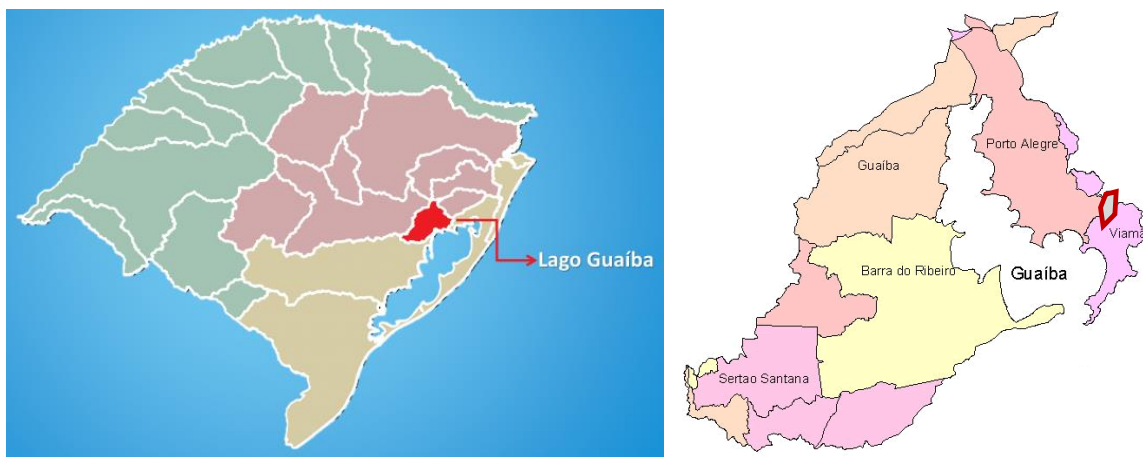 Lago Guaíba
Porto Alegre
Guaíba
Viamã
Barra do Ribeiro
Guaíba
Sertao Santana